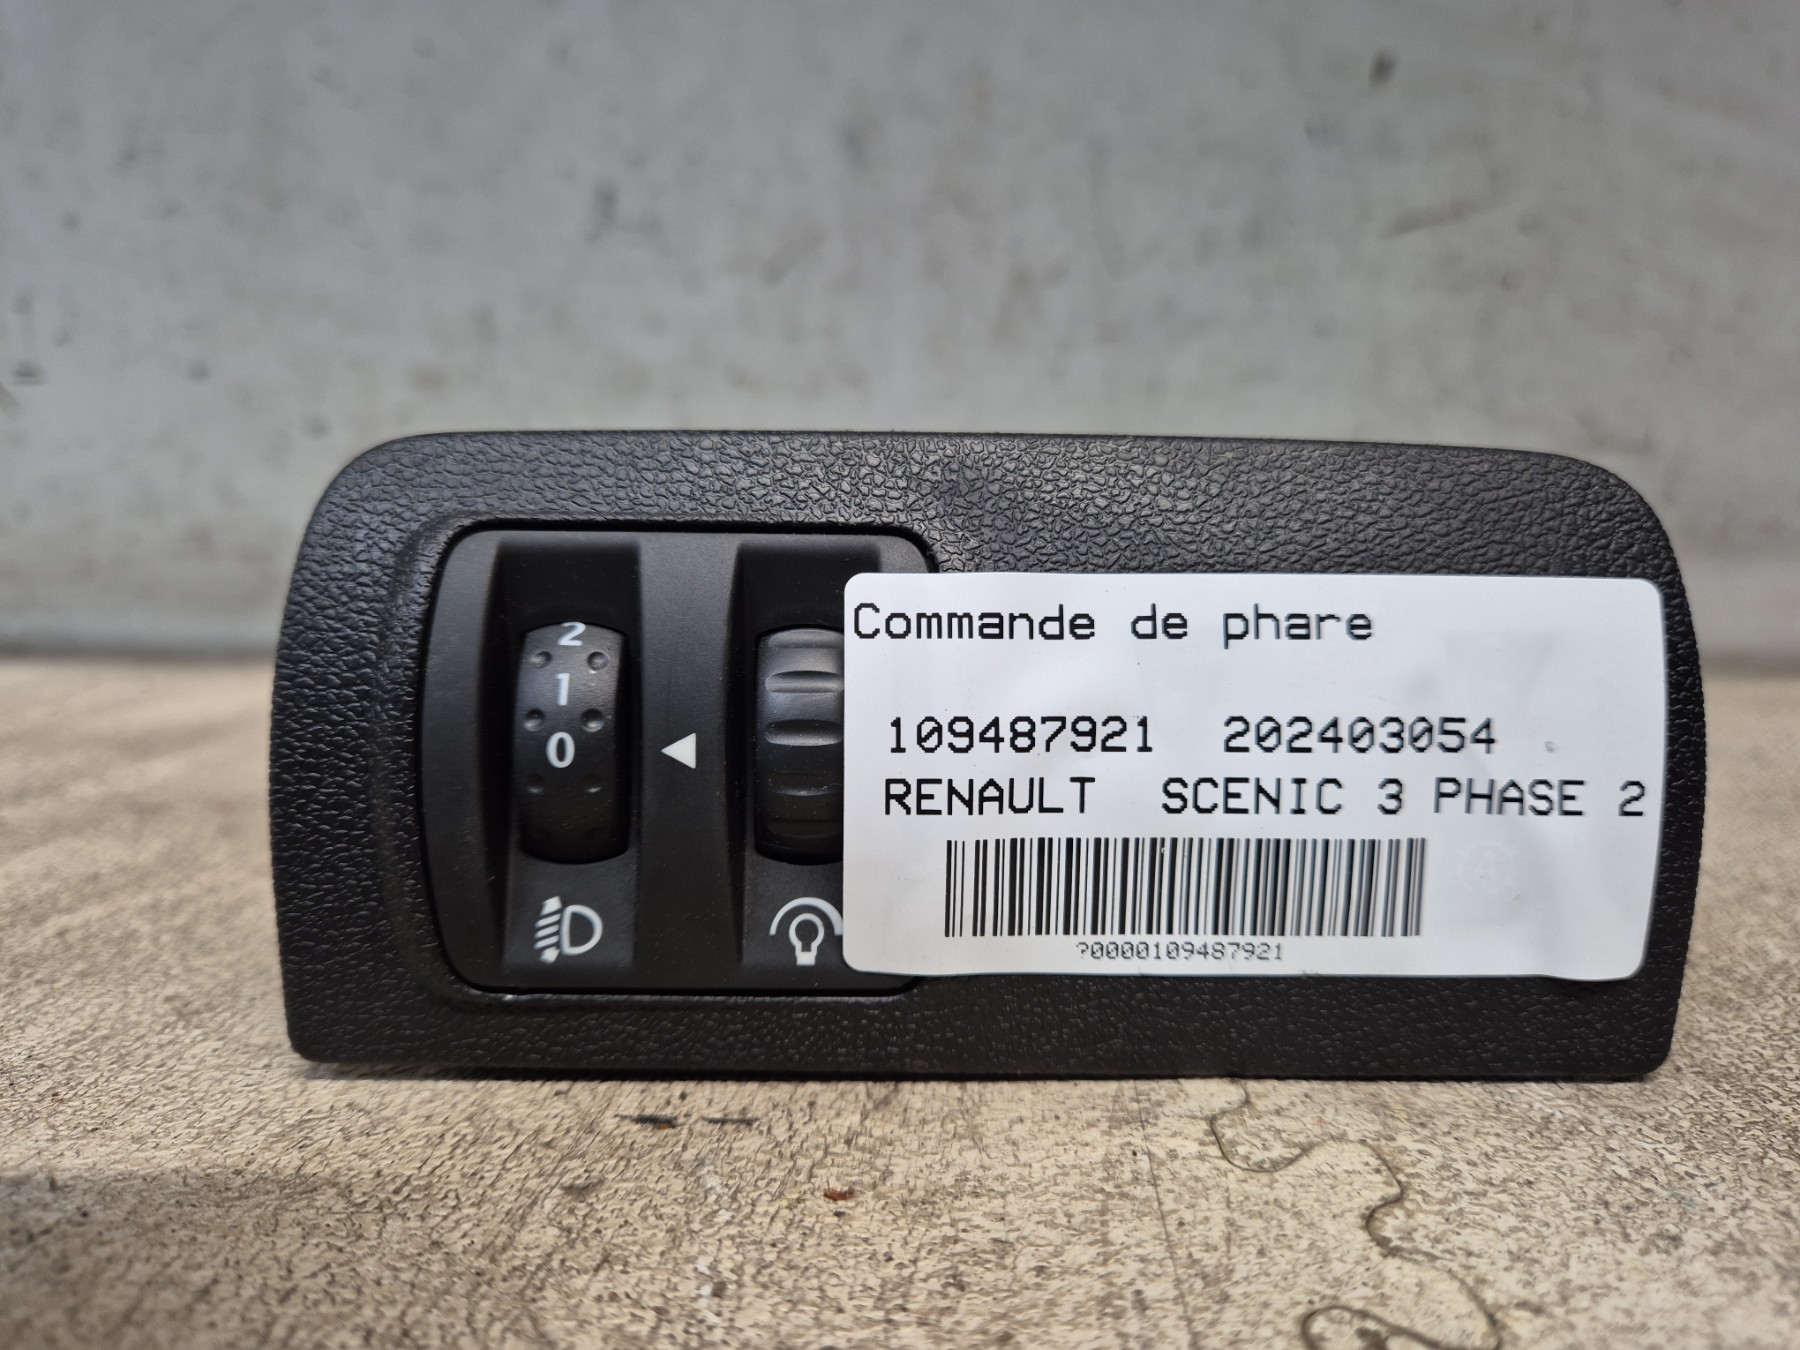 2
1
0
Commande de phare
109487921 202403054
RENAULT SCENIC 3 PHASE 2
?0000109487921